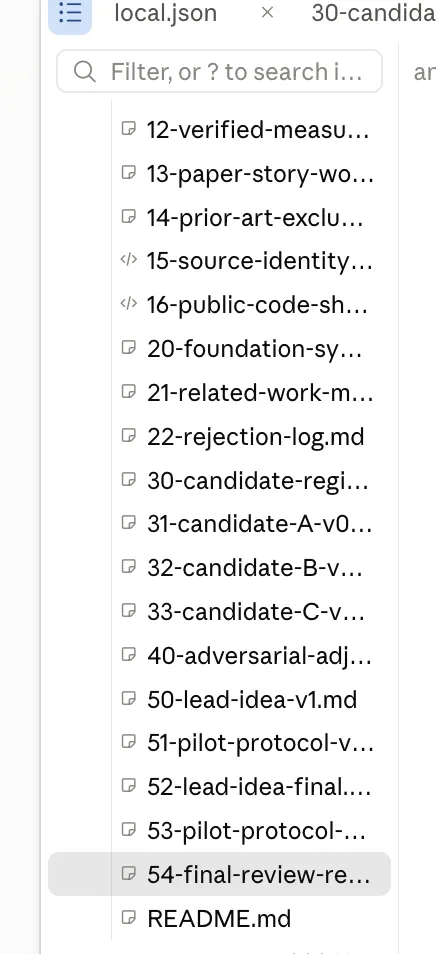 local.json × 30-candida
Filter, or ? to search i... an
12-verified-measu...
13-paper-story-wo...
14-prior-art-exclu...
15-source-identity...
16-public-code-sh...
20-foundation-sy...
21-related-work-m...
22-rejection-log.md
30-candidate-regi...
31-candidate-A-v0...
32-candidate-B-v...
33-candidate-C-v...
40-adversarial-adj...
50-lead-idea-v1.md
51-pilot-protocol-v...
52-lead-idea-final....
53-pilot-protocol-...
54-final-review-re...
README.md